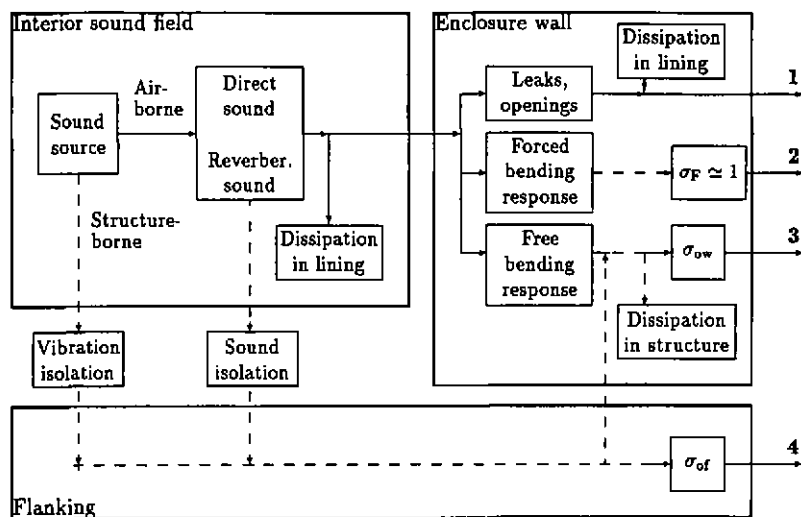 Interior sound field
Air-
borne
Sound
source
Direct
sound
Reverber.
sound
Structure-
borne
Dissipation
in lining
Vibration
isolation
Sound
isolation
Enclosure wall
Dissipation
in lining
Leaks,
openings
1
Forced
bending
response
σF ≃ 1
2
Free
bending
response
σow
3
Dissipation
in structure
σof
4
Flanking